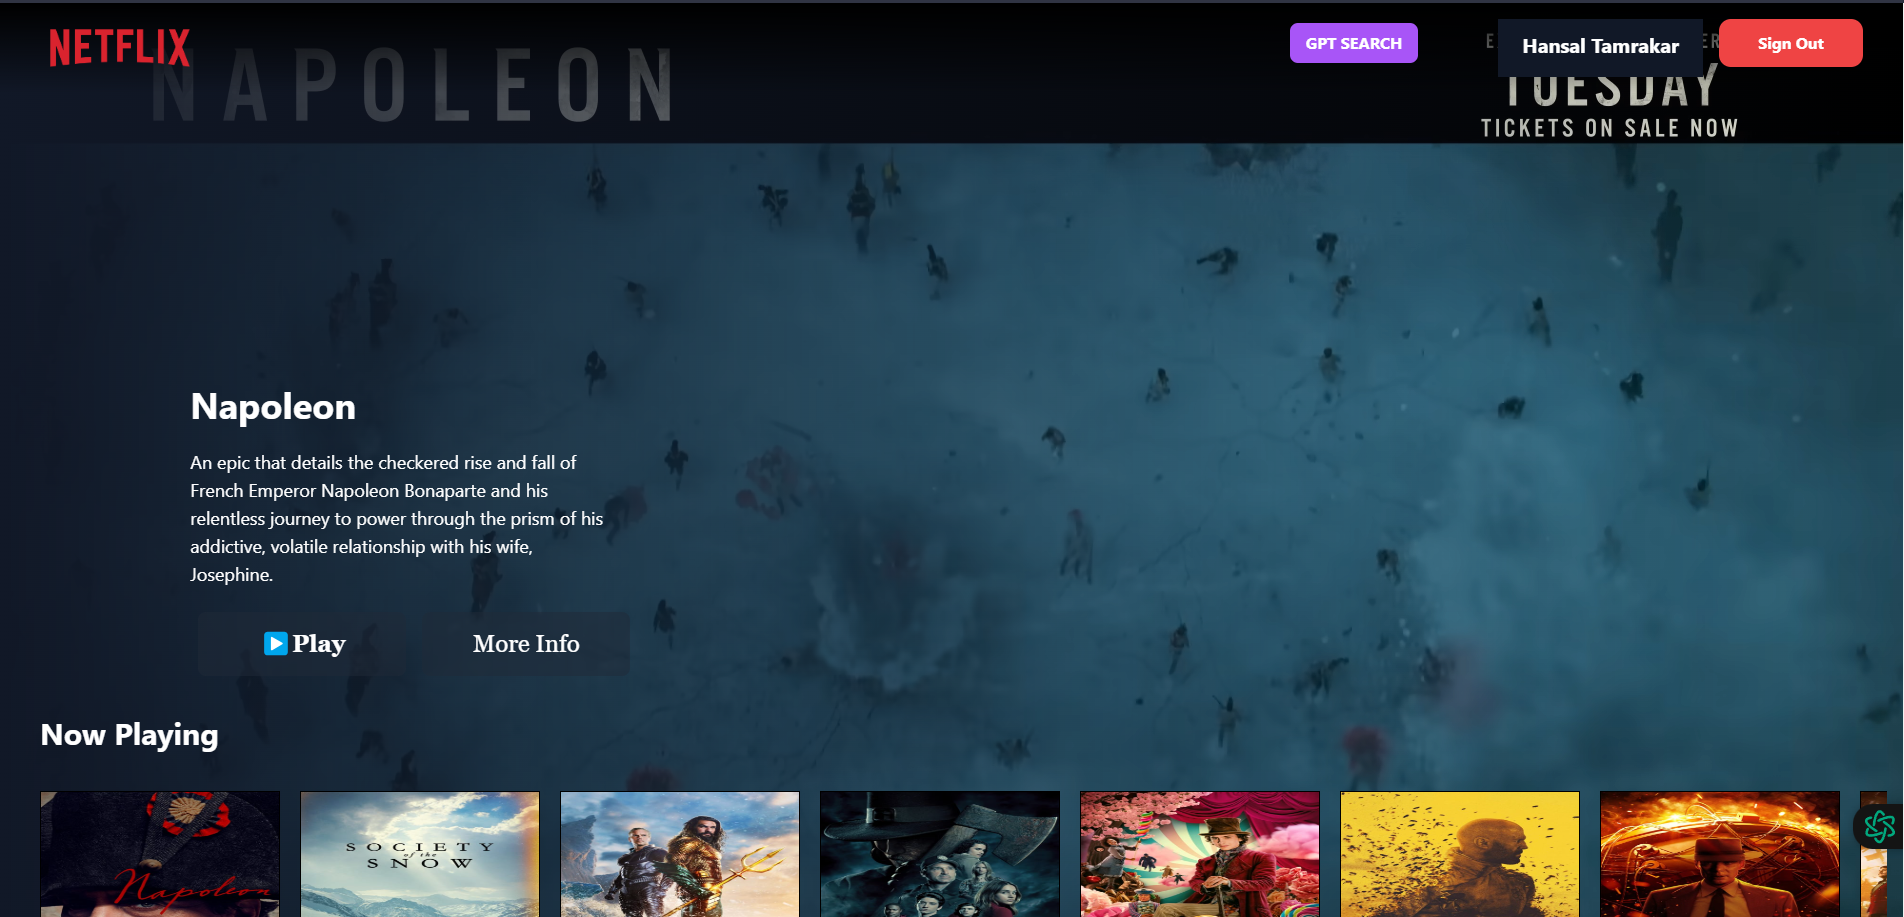 NETFLIX
NAPOLEON
GPT SEARCH
Hansal Tamrakar
Sign Out
TUESDAY
TICKETS ON SALE NOW
Napoleon
An epic that details the checkered rise and fall of
French Emperor Napoleon Bonaparte and his
relentless journey to power through the prism of his
addictive, volatile relationship with his wife,
Josephine.
Play
More Info
Now Playing
Napoleon
SOCIETY
of the
SNOW